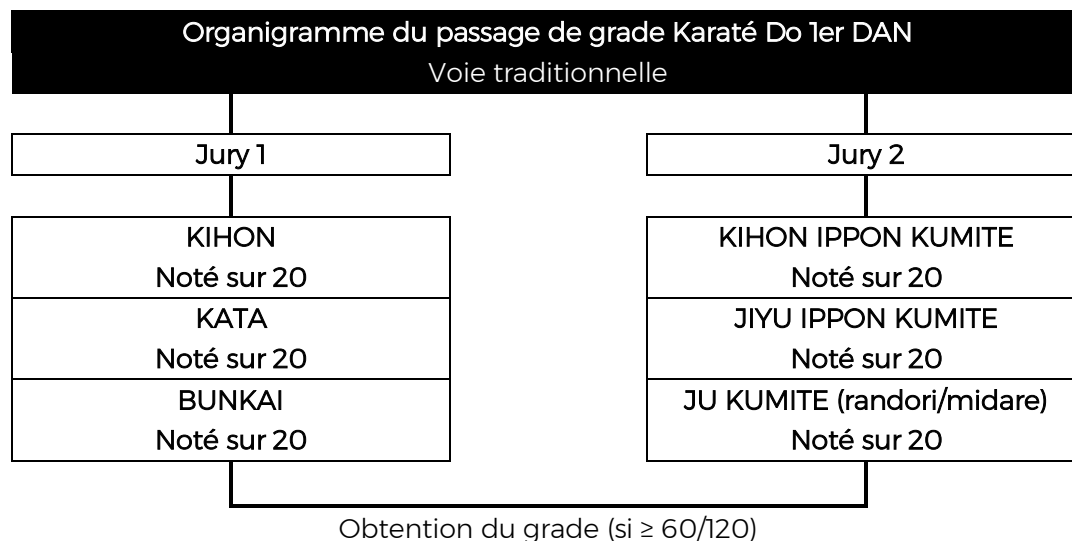 Organigramme du passage de grade Karaté Do 1er DAN
Voie traditionnelle
Jury 1
KIHON
Noté sur 20
KATA
Noté sur 20
BUNKAI
Noté sur 20
Jury 2
KIHON IPPON KUMITE
Noté sur 20
JIYU IPPON KUMITE
Noté sur 20
JU KUMITE (randori/midare)
Noté sur 20
Obtention du grade (si ≥ 60/120)